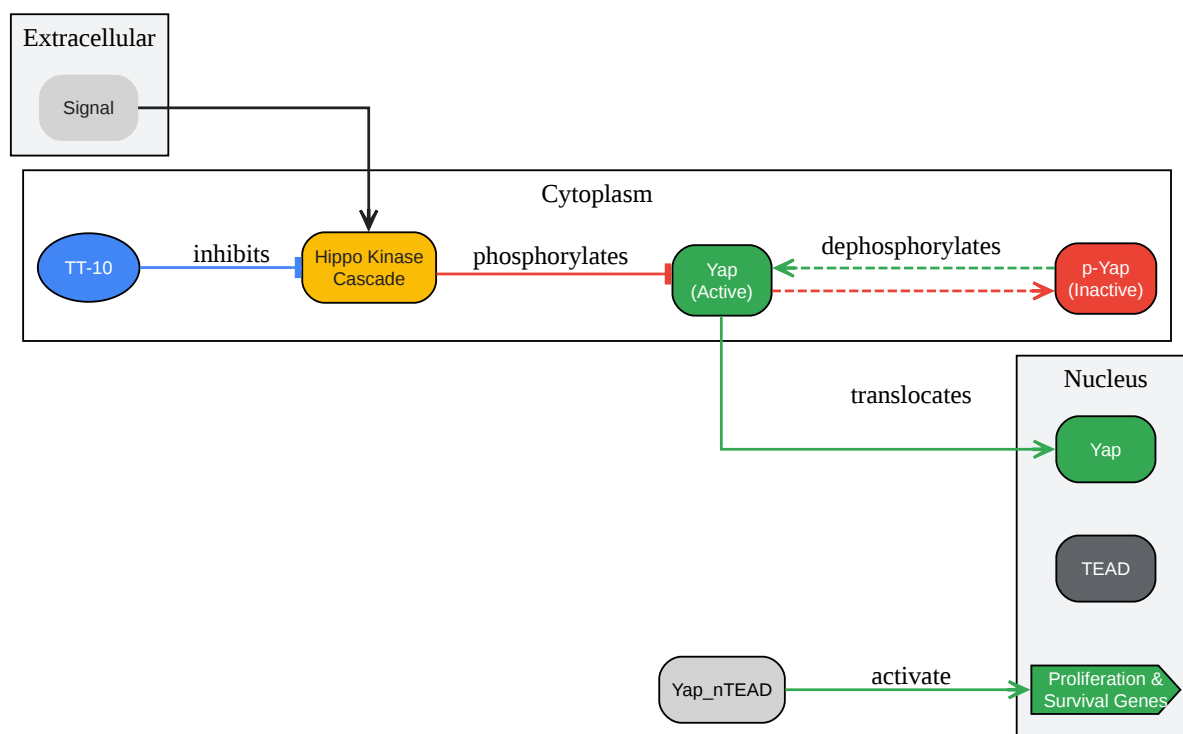 Extracellular
Signal
Cytoplasm
TT-10
inhibits
Hippo Kinase
Cascade
phosphorylates
Yap
(Active)
dephosphorylates
p-Yap
(Inactive)
translocates
Nucleus
Yap
TEAD
Yap_nTEAD
activate
Proliferation &
Survival Genes